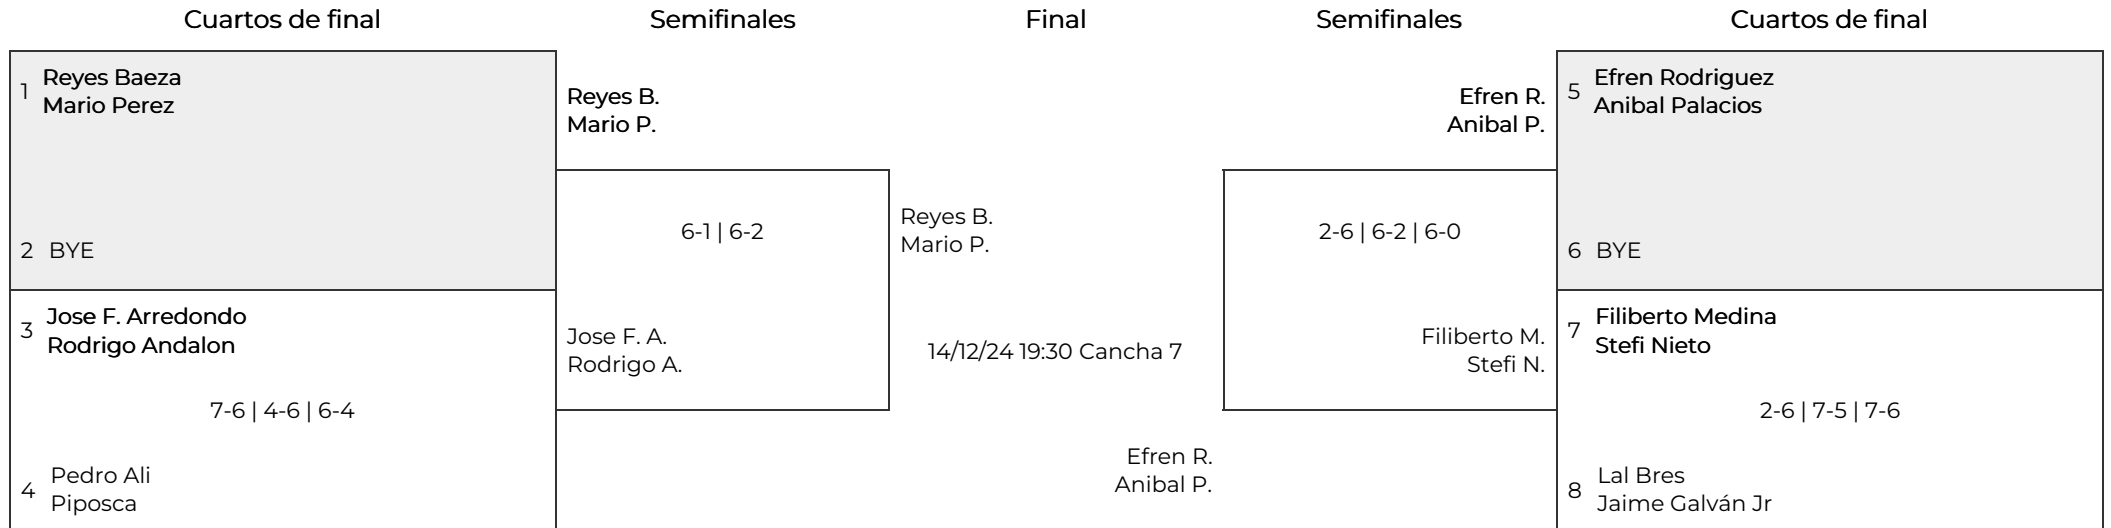 Cuartos de final
Semifinales
Final
Semifinales
Cuartos de final
1
Reyes Baeza
Mario Perez
2 BYE
3
Jose F. Arredondo
Rodrigo Andalon
7-6 | 4-6 | 6-4
4
Pedro Ali
Piposca
Reyes B.
Mario P.
6-1 | 6-2
Jose F. A.
Rodrigo A.
Reyes B.
Mario P.
14/12/24 19:30 Cancha 7
Efren R.
Anibal P.
Efren R.
Anibal P.
2-6 | 6-2 | 6-0
Filiberto M.
Stefi N.
5
Efren Rodriguez
Anibal Palacios
6 BYE
7
Filiberto Medina
Stefi Nieto
2-6 | 7-5 | 7-6
8
Lal Bres
Jaime Galván Jr